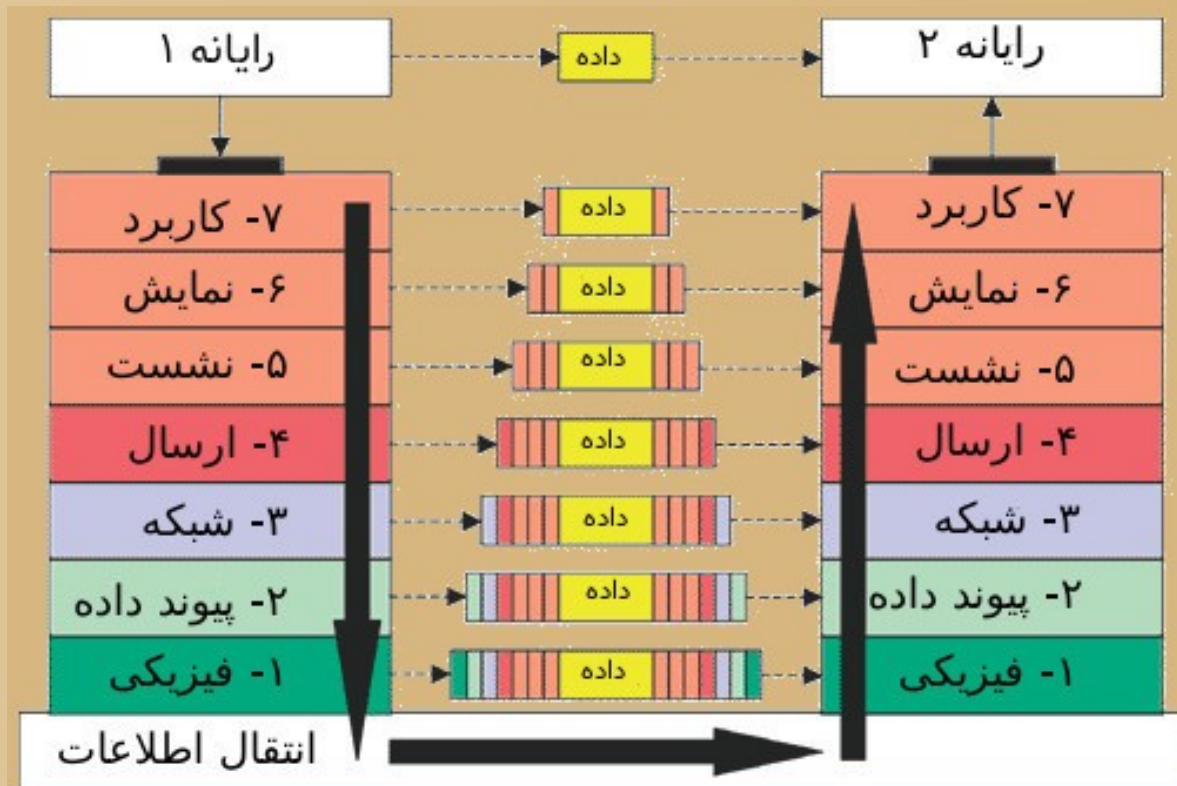 رایانه ۱
داده
رایانه ۲
۷- کاربرد
داده
۷- کاربرد
۶- نمایش
داده
۶- نمایش
۵- نشست
داده
۵- نشست
۴- ارسال
داده
۴- ارسال
۳- شبکه
داده
۳- شبکه
۲- پیوند داده
داده
۲- پیوند داده
۱- فیزیکی
داده
۱- فیزیکی
انتقال اطلاعات